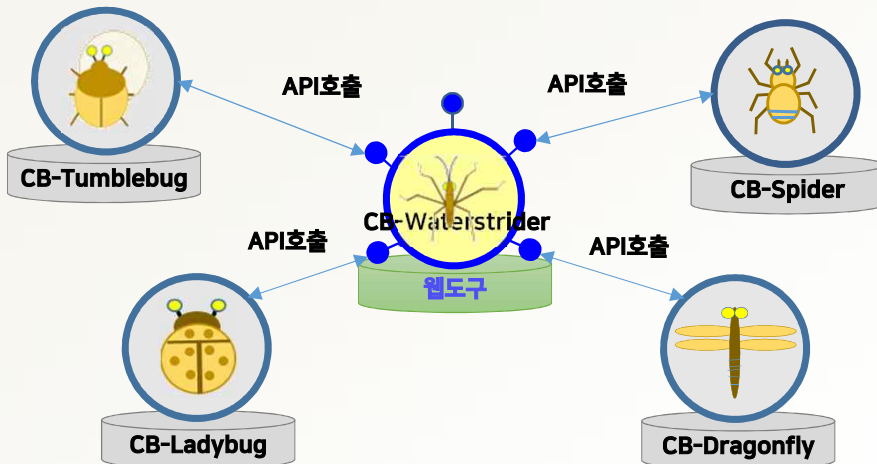 API호출
API호출
CB-Tumblebug
CB-Spider
CB-Waterstrider
API호출
API호출
웹도구
CB-Ladybug
CB-Dragonfly